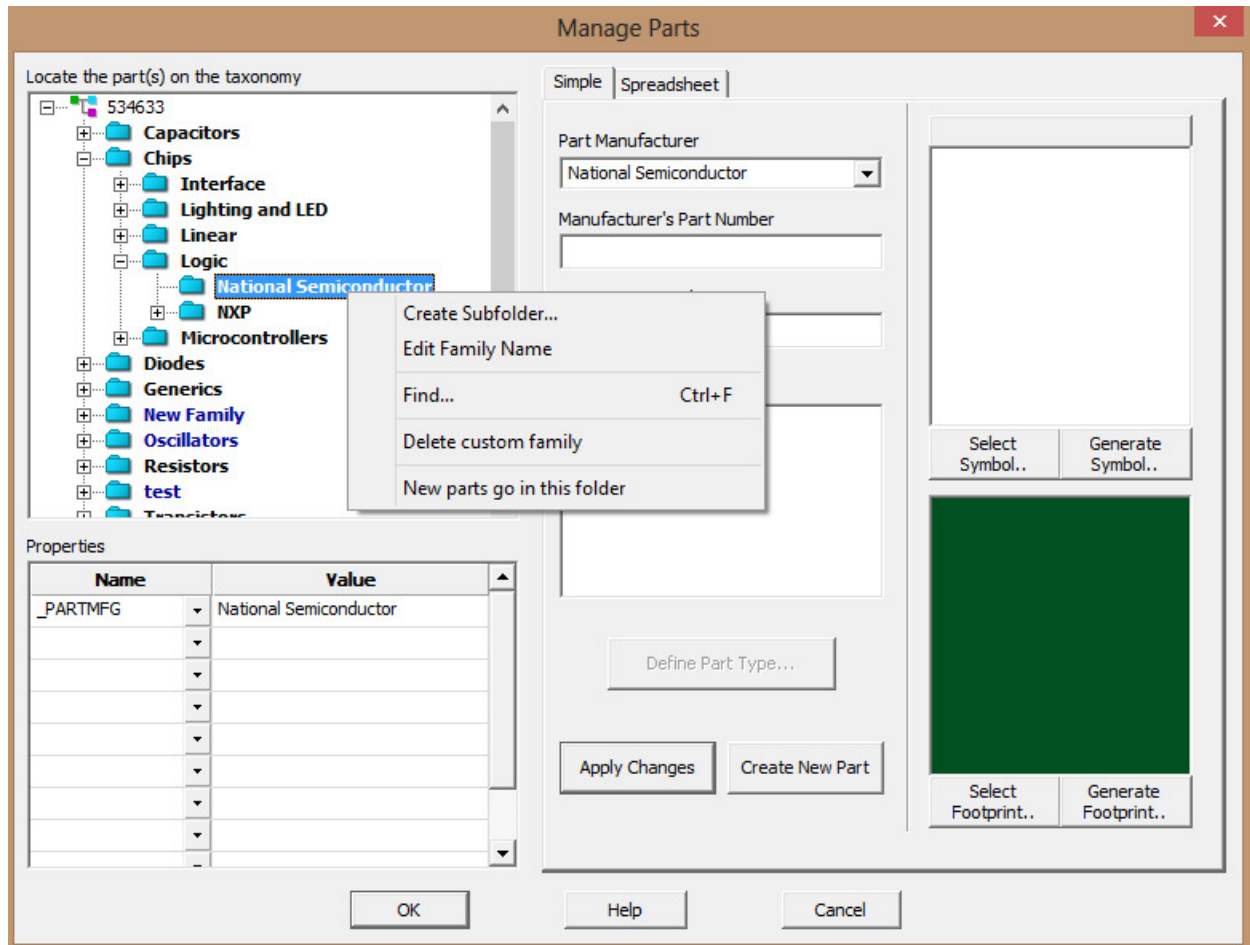 Manage Parts
Locate the part(s) on the taxonomy
534633
Capacitors
Chips
Interface
Lighting and LED
Linear
Logic
National Semiconductor
NXP
Microcontrollers
Diodes
Generics
New Family
Oscillators
Resistors
test
Transistors
Create Subfolder...
Edit Family Name
Find... Ctrl+F
Delete custom family
New parts go in this folder
Properties
Name Value
_PARTMFG National Semiconductor
Simple Spreadsheet
Part Manufacturer
National Semiconductor
Manufacturer's Part Number
Define Part Type...
Apply Changes Create New Part
Select Symbol.. Generate Symbol..
Select Footprint.. Generate Footprint..
OK Help Cancel